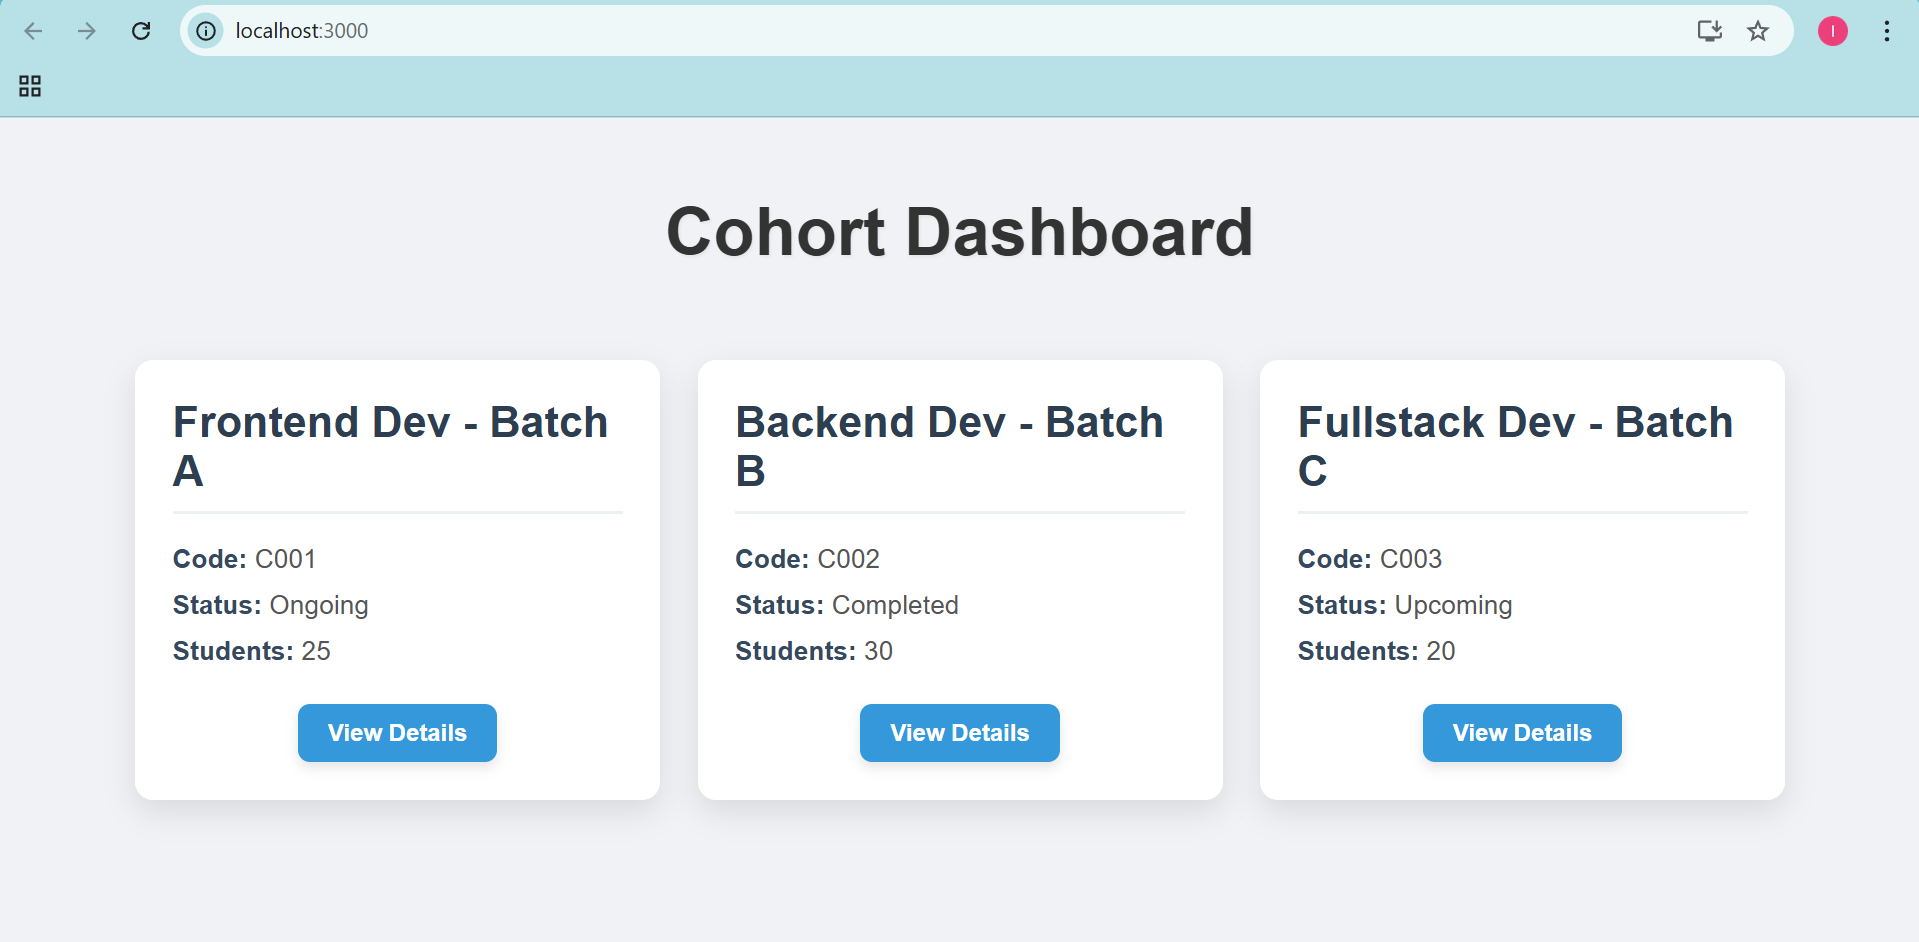 localhost:3000
I
Cohort Dashboard
Frontend Dev - Batch
A
Code: C001
Status: Ongoing
Students: 25
View Details
Backend Dev - Batch
B
Code: C002
Status: Completed
Students: 30
View Details
Fullstack Dev - Batch
C
Code: C003
Status: Upcoming
Students: 20
View Details